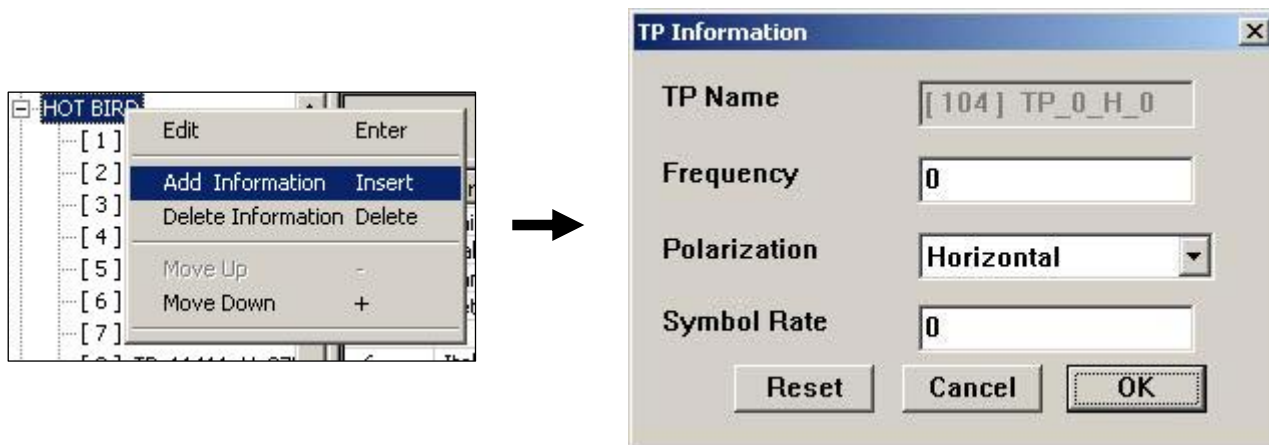 HOT BIRD
Edit Enter
[ 1 ]
[ 2 ]
Add Information Insert
[ 3 ]
Delete Information Delete
[ 4 ]
[ 5 ]
Move Up -
[ 6 ]
Move Down +
[ 7 ]
TP Information
TP Name [ 104 ] TP_0_H_0
Frequency 0
Polarization Horizontal
Symbol Rate 0
Reset Cancel OK